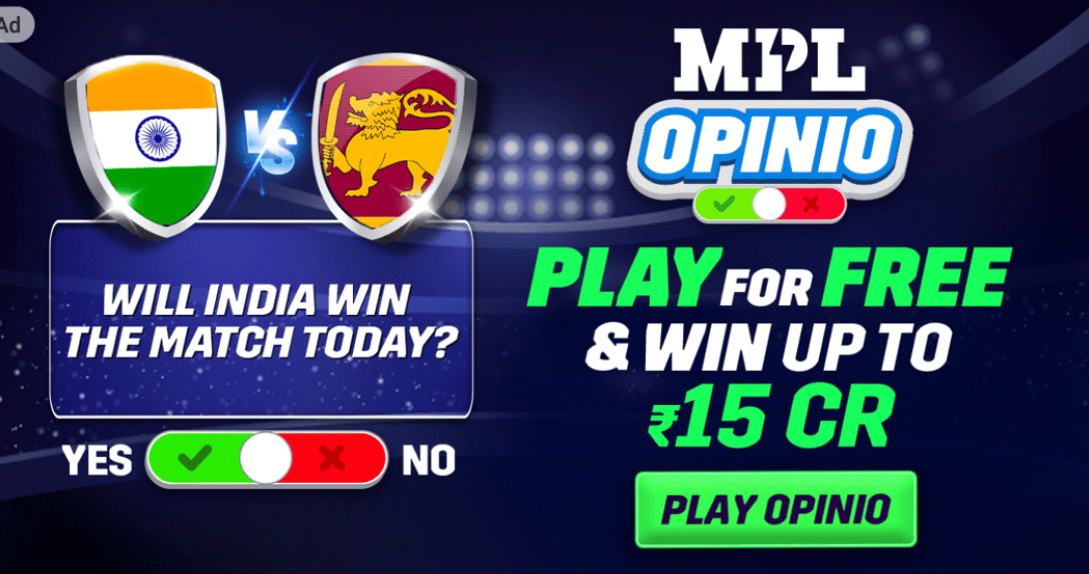 Ad
VS
WILL INDIA WIN
THE MATCH TODAY?
YES
NO
MPL
OPINIO
PLAY FOR FREE
& WIN UP TO
₹15 CR
PLAY OPINIO